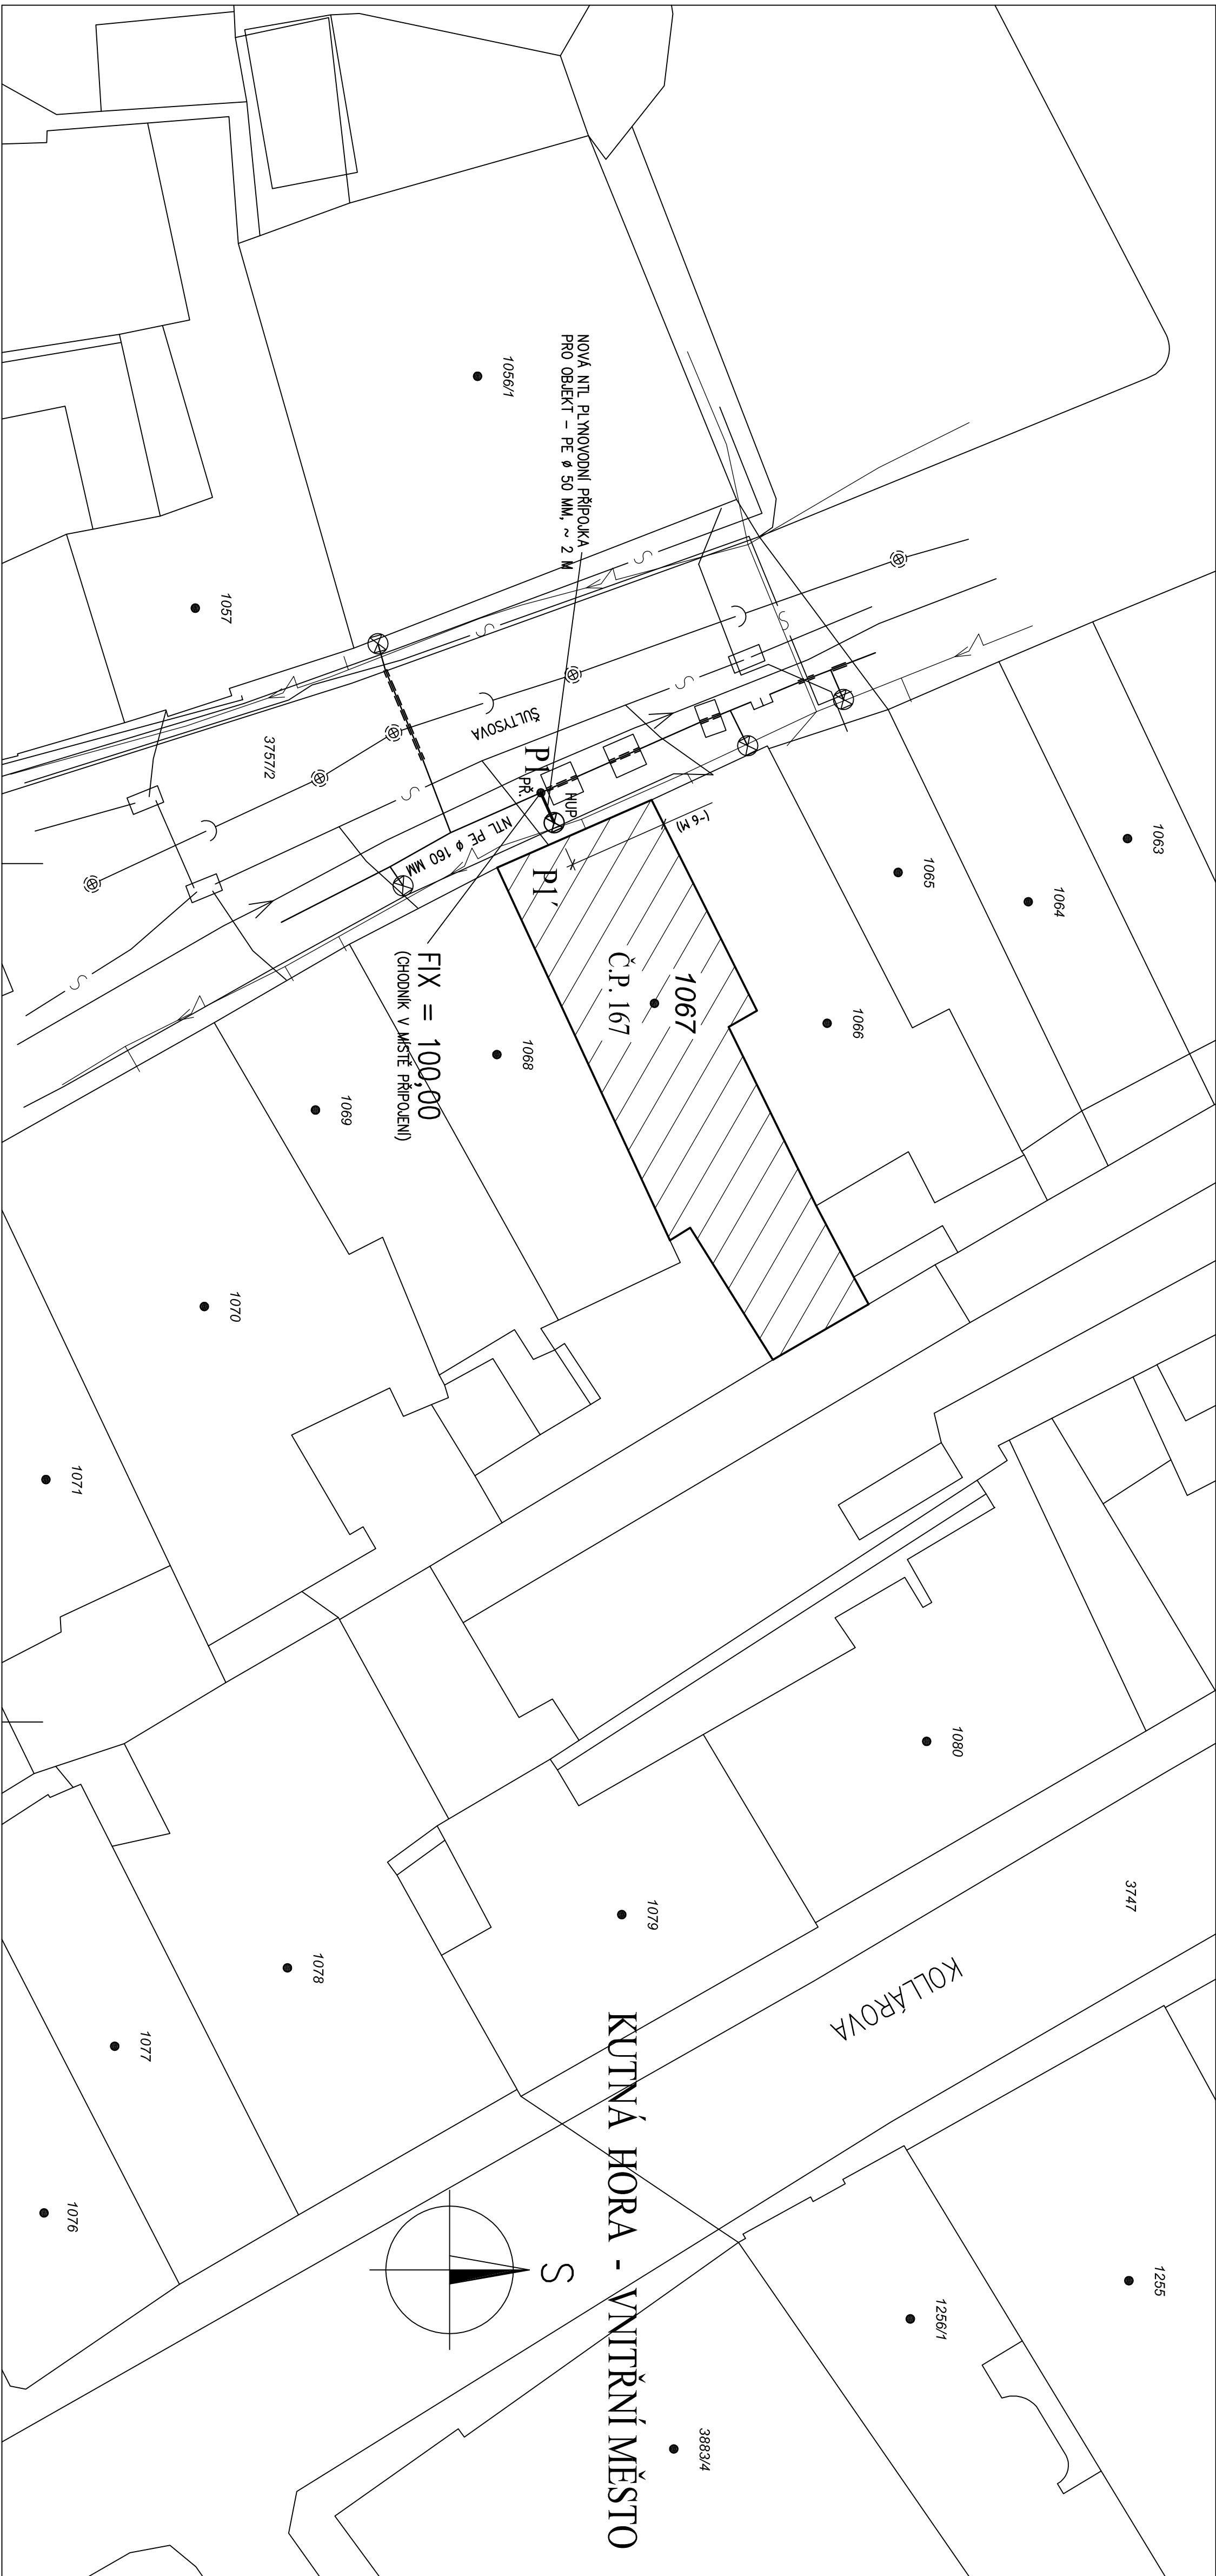 NOVÁ NTL PLYNOVODNÍ PŘÍPOJKA
PRO OBJEKT – PE ø 50 MM, ~ 2 M
1056/1
1057
3757/2
ŠULTYSOVA
S
S
S
S
S
S
S
P1
PŘ.
HUP
P1´
NTL PE ø 160 MM
(~6 M)
FIX = 100,00
(CHODNÍK V MÍSTĚ PŘIPOJENÍ)
1063
1064
1065
1066
1067
Č.P. 167
1068
1069
1070
1071
1080
1079
1078
1077
1076
3747
KOLLÁROVA
KUTNÁ HORA - VNITŘNÍ MĚSTO
S
1255
1256/1
3883/4